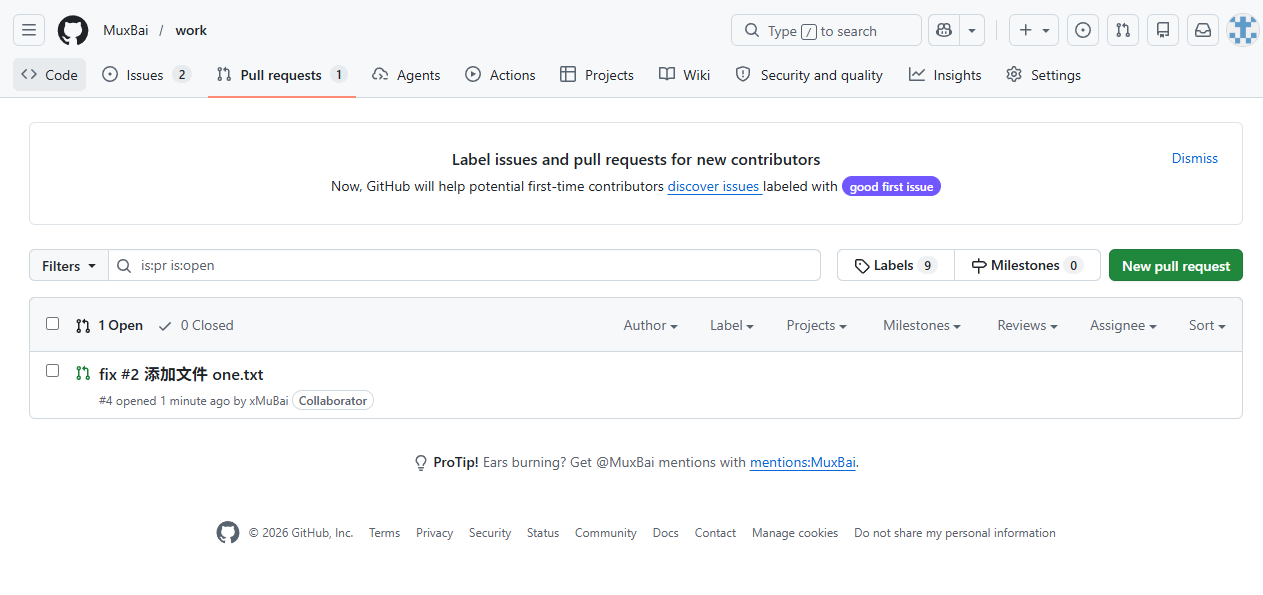 MuxBai / work
Type / to search
Code Issues 2 Pull requests 1 Agents Actions Projects Wiki Security and quality Insights Settings
Label issues and pull requests for new contributors
Dismiss
Now, GitHub will help potential first-time contributors discover issues labeled with good first issue
Filters is:pr is:open Labels 9 Milestones 0 New pull request
1 Open 0 Closed Author Label Projects Milestones Reviews Assignee Sort
fix #2 添加文件 one.txt
#4 opened 1 minute ago by xMuBai Collaborator
ProTip! Ears burning? Get @MuxBai mentions with mentions:MuxBai.
© 2026 GitHub, Inc. Terms Privacy Security Status Community Docs Contact Manage cookies Do not share my personal information